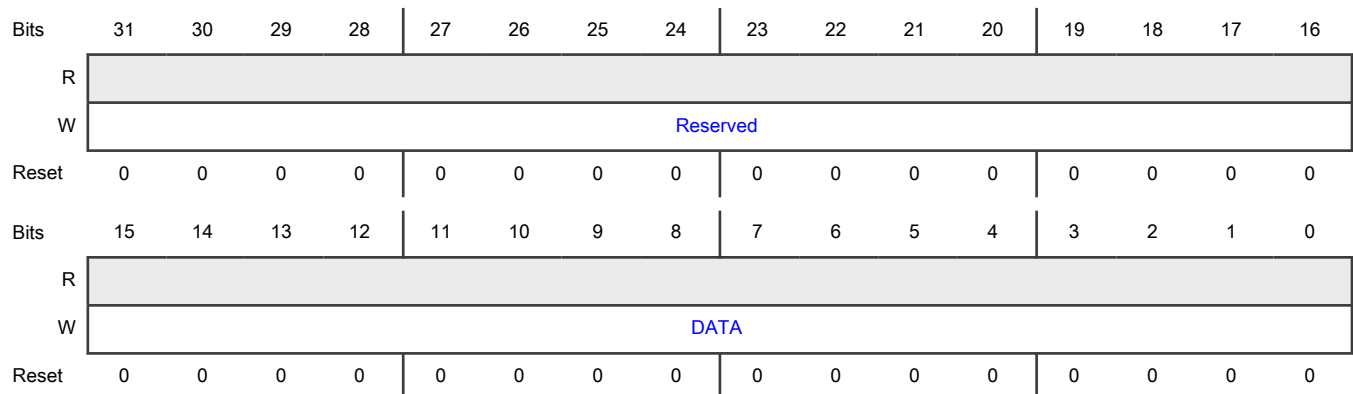 Bits 31 30 29 28 27 26 25 24 23 22 21 20 19 18 17 16
R
W Reserved
Reset 0 0 0 0 0 0 0 0 0 0 0 0 0 0 0 0
Bits 15 14 13 12 11 10 9 8 7 6 5 4 3 2 1 0
R
W DATA
Reset 0 0 0 0 0 0 0 0 0 0 0 0 0 0 0 0